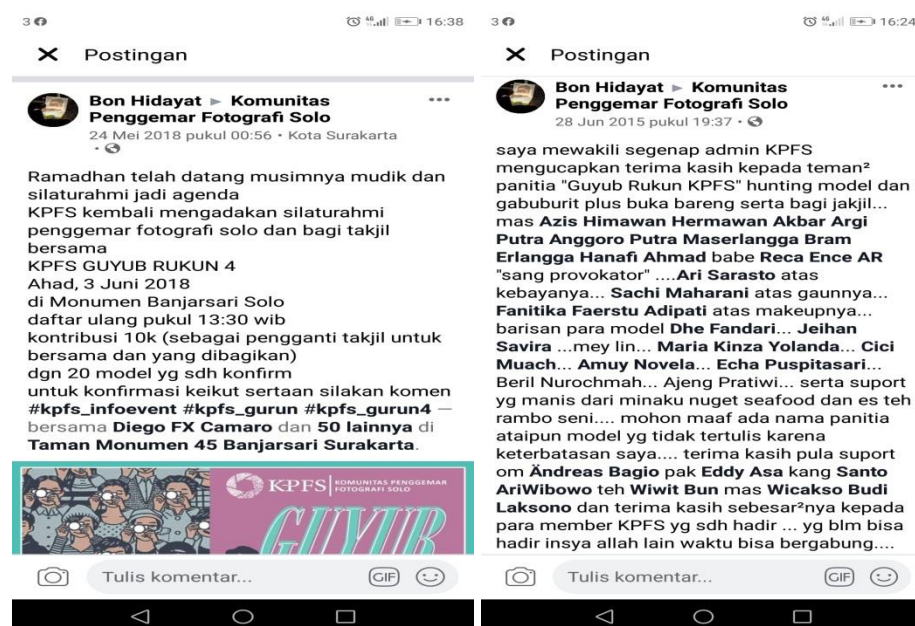 3
46 16:38
Postingan
Bon Hidayat ▶ Komunitas
Penggemar Fotografi Solo
24 Mei 2018 pukul 00:56 • Kota Surakarta
Ramadhan telah datang musimnya mudik dan
silaturahmi jadi agenda
KPFS kembali mengadakan silaturahmi
penggemar fotografi solo dan bagi takjil
bersama
KPFS GUYUB RUKUN 4
Ahad, 3 Juni 2018
di Monumen Banjarsari Solo
daftar ulang pukul 13:30 wib
kontribusi 10k (sebagai pengganti takjil untuk
bersama dan yang dibagikan)
dgn 20 model yg sdh konfirm
untuk konfirmasi keikut sertaan silakan komen
#kpfs_infoevent #kpfs_gurun #kpfs_gurun4 —
bersama Diego FX Camaro dan 50 lainnya di
Taman Monumen 45 Banjarsari Surakarta.
KPFS KOMUNITAS PENGGEMAR
FOTOGRAFI SOLO
GUYUB
Tulis komentar...
GIF
3
46 16:24
Postingan
Bon Hidayat ▶ Komunitas
Penggemar Fotografi Solo
28 Jun 2015 pukul 19:37 •
saya mewakili segenap admin KPFS
mengucapkan terima kasih kepada teman²
panitia "Guyub Rukun KPFS" hunting model dan
gabuburit plus buka bareng serta bagi jakjil...
mas Azis Himawan Hermawan Akbar Argi
Putra Anggoro Putra Maserlangga Bram
Erlangga Hanafi Ahmad babe Reca Ence AR
"sang provokator" ....Ari Sarasto atas
kebayanya... Sachi Maharani atas gaunnya...
Fanitika Faerstu Adipati atas makeupnya...
barisan para model Dhe Fandari... Jeihan
Savira ...mey lin... Maria Kinza Yolanda... Cici
Muach... Amuy Novela... Echa Puspitasari...
Beril Nurochmah... Ajeng Pratiwi... serta suport
yg manis dari minaku nuget seafood dan es teh
rambo seni.... mohon maaf ada nama panitia
ataipun model yg tidak tertulis karena
keterbatasan saya.... terima kasih pula suport
om Ändreas Bagio pak Eddy Asa kang Santo
AriWibowo teh Wiwit Bun mas Wicakso Budi
Laksono dan terima kasih sebesar²nya kepada
para member KPFS yg sdh hadir ... yg blm bisa
hadir insya allah lain waktu bisa bergabung....
Tulis komentar...
GIF